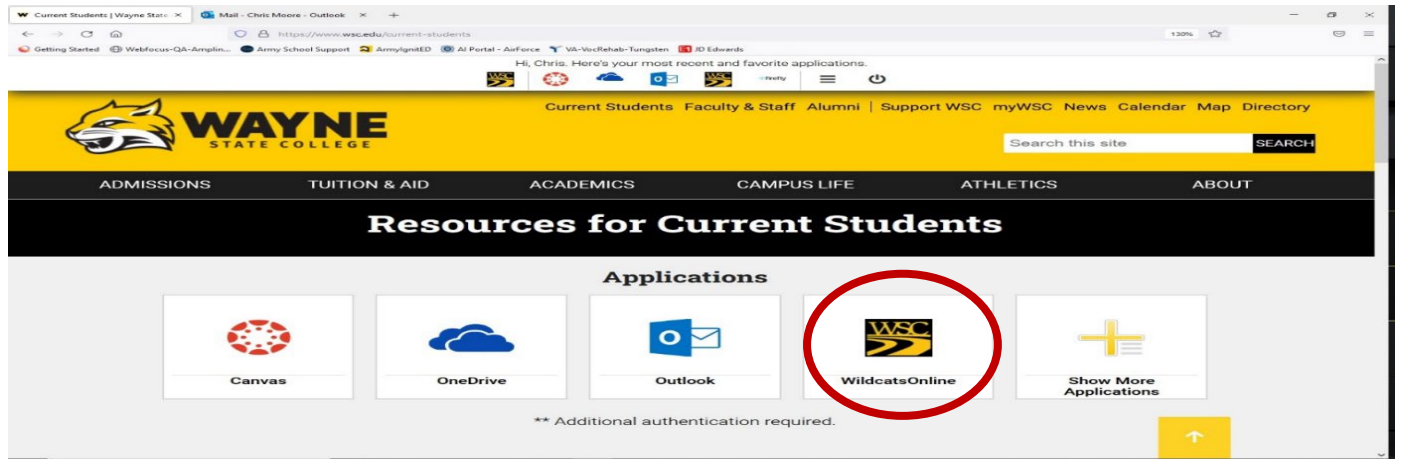 Current Students | Wayne State
Mail - Chris Moore - Outlook
https://www.wsc.edu/current-students
130%
Getting Started
Webfocus-QA-Amplin...
Army School Support
ArmyIgnitED
AI Portal - AirForce
VA-VocRehab-Tungsten
JD Edwards
Hi, Chris. Here's your most recent and favorite applications.
WSC
WSC
Firefly
Current Students Faculty & Staff Alumni | Support WSC myWSC News Calendar Map Directory
WAYNE
STATE COLLEGE
Search this site
SEARCH
ADMISSIONS TUITION & AID ACADEMICS CAMPUS LIFE ATHLETICS ABOUT
Resources for Current Students
Applications
WSC
Canvas
OneDrive
Outlook
WildcatsOnline
Show More
Applications
** Additional authentication required.